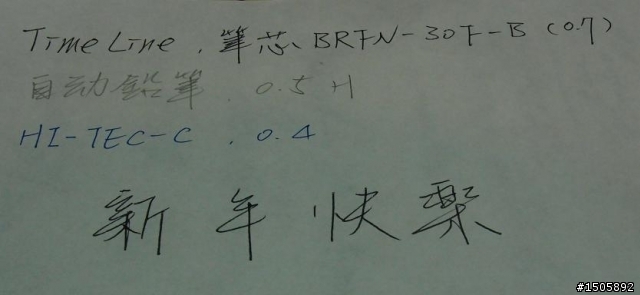 Time Line . 筆芯、BRFN-30F-B (0.7)
自动鉛筆 . 0.5 H
HI-TEC-C . 0.4
新年快樂
#1505892